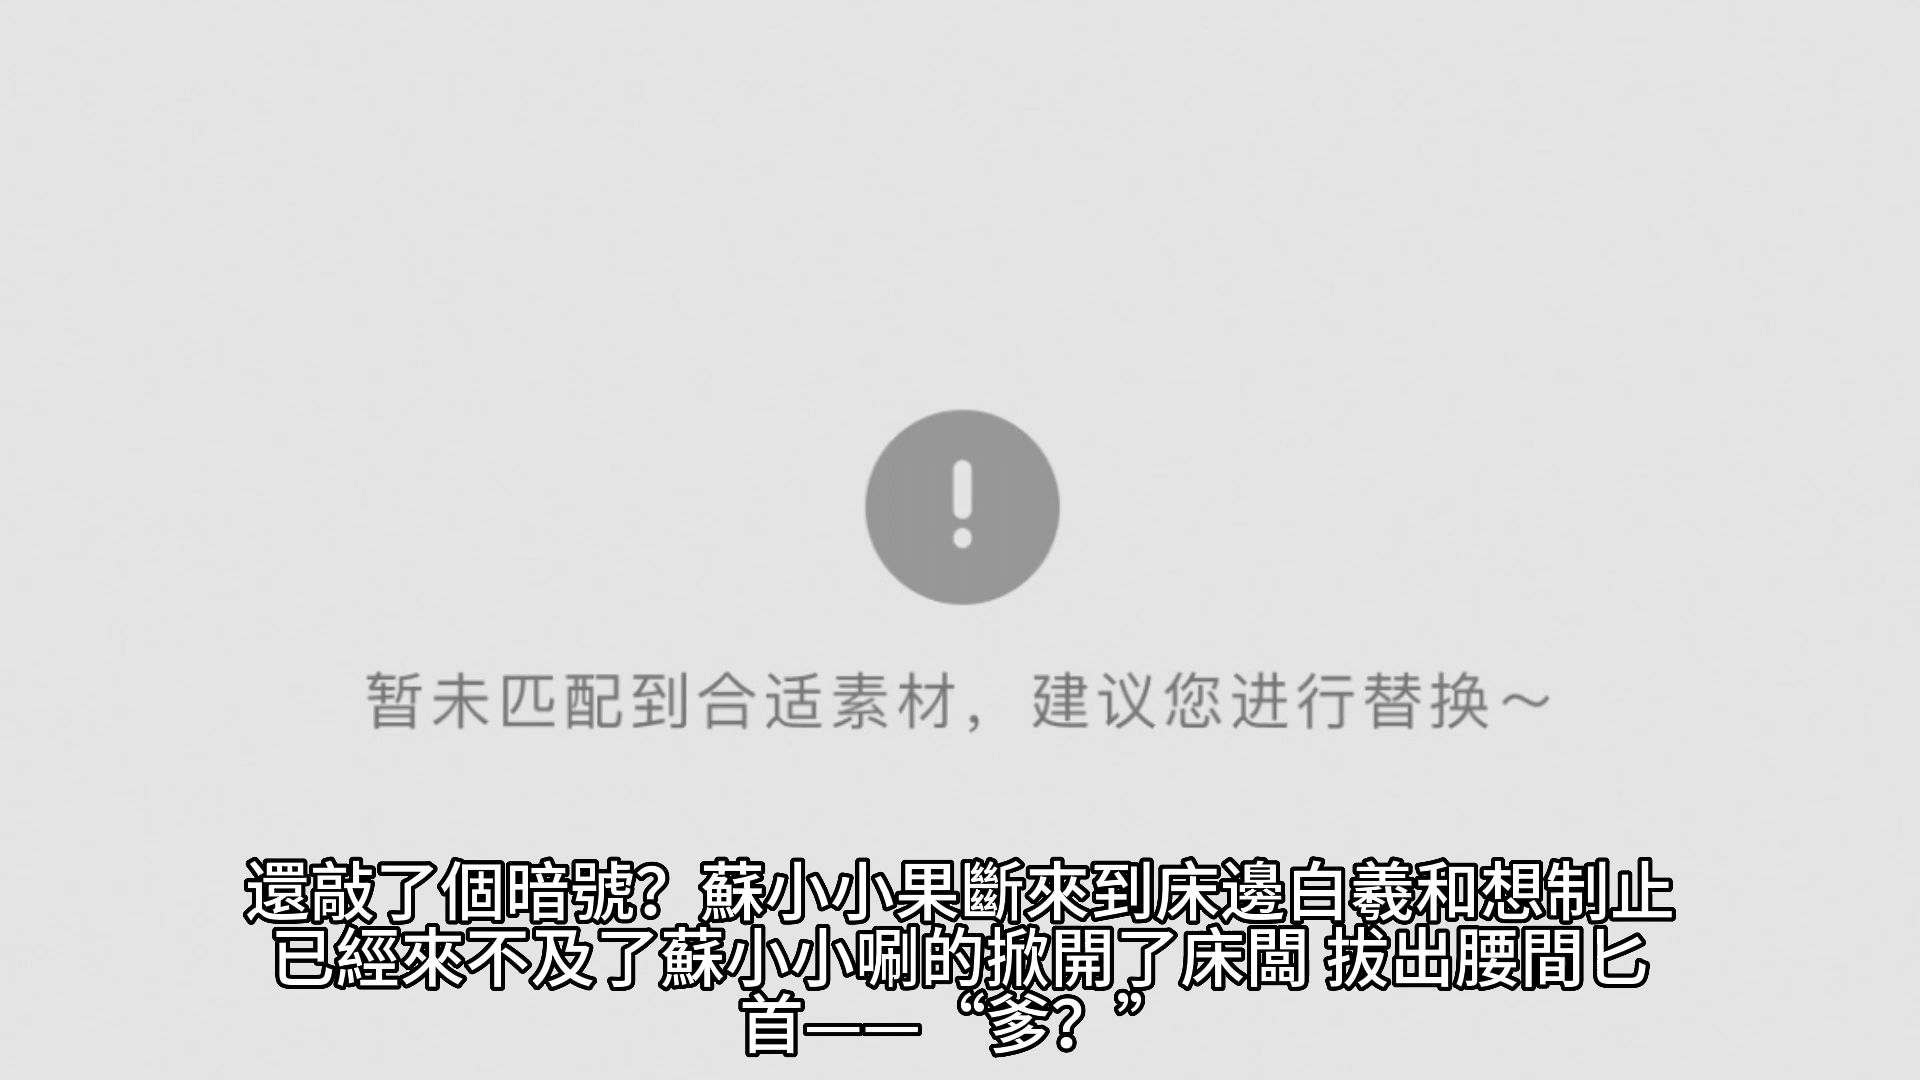 暂未匹配到合适素材，建议您进行替换～
還敲了個暗號？蘇小小果斷來到床邊白羲和想制止
已經來不及了蘇小小唰的掀開了床闆 拔出腰間匕
首——“爹？”